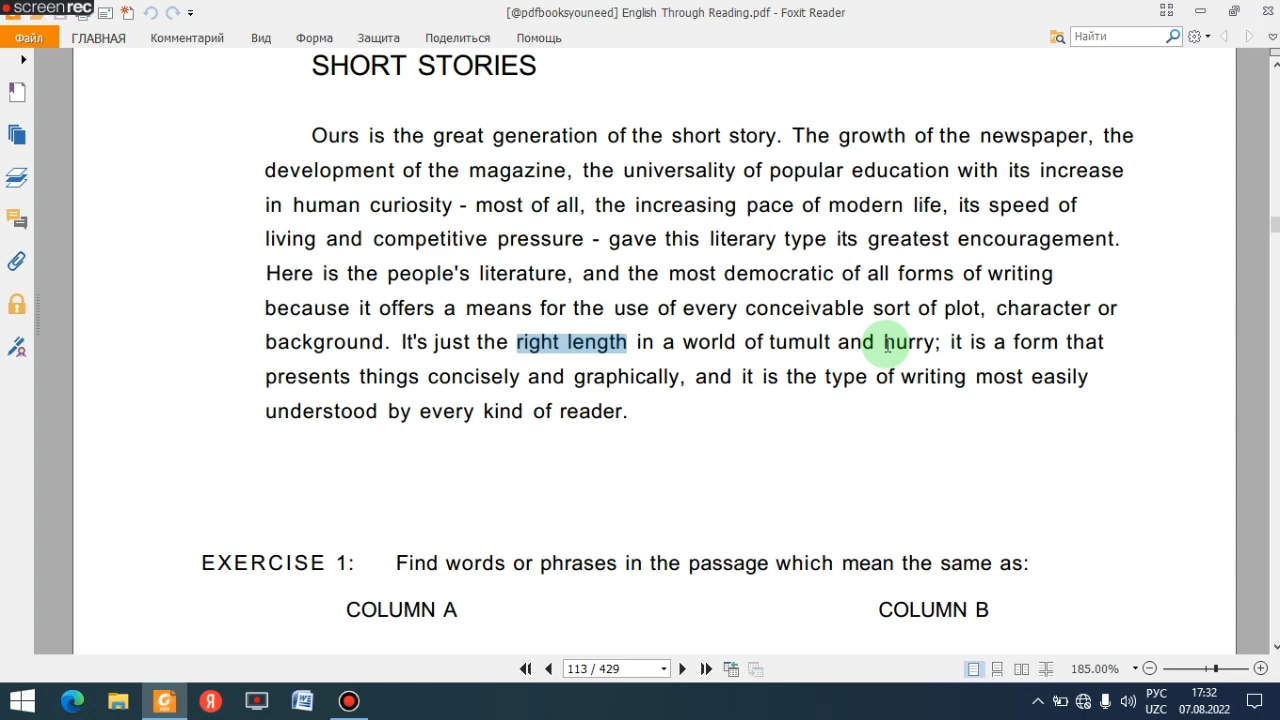 screenrec
[@pdfbooksyouneed] English Through Reading.pdf - Foxit Reader
Файл ГЛАВНАЯ Комментарий Вид Форма Защита Поделиться Помощь Найти
SHORT STORIES
Ours is the great generation of the short story. The growth of the newspaper, the
development of the magazine, the universality of popular education with its increase
in human curiosity - most of all, the increasing pace of modern life, its speed of
living and competitive pressure - gave this literary type its greatest encouragement.
Here is the people's literature, and the most democratic of all forms of writing
because it offers a means for the use of every conceivable sort of plot, character or
background. It's just the right length in a world of tumult and hurry; it is a form that
presents things concisely and graphically, and it is the type of writing most easily
understood by every kind of reader.
EXERCISE 1: Find words or phrases in the passage which mean the same as:
COLUMN A COLUMN B
113 / 429 185.00%
РУС 17:32
UZC 07.08.2022